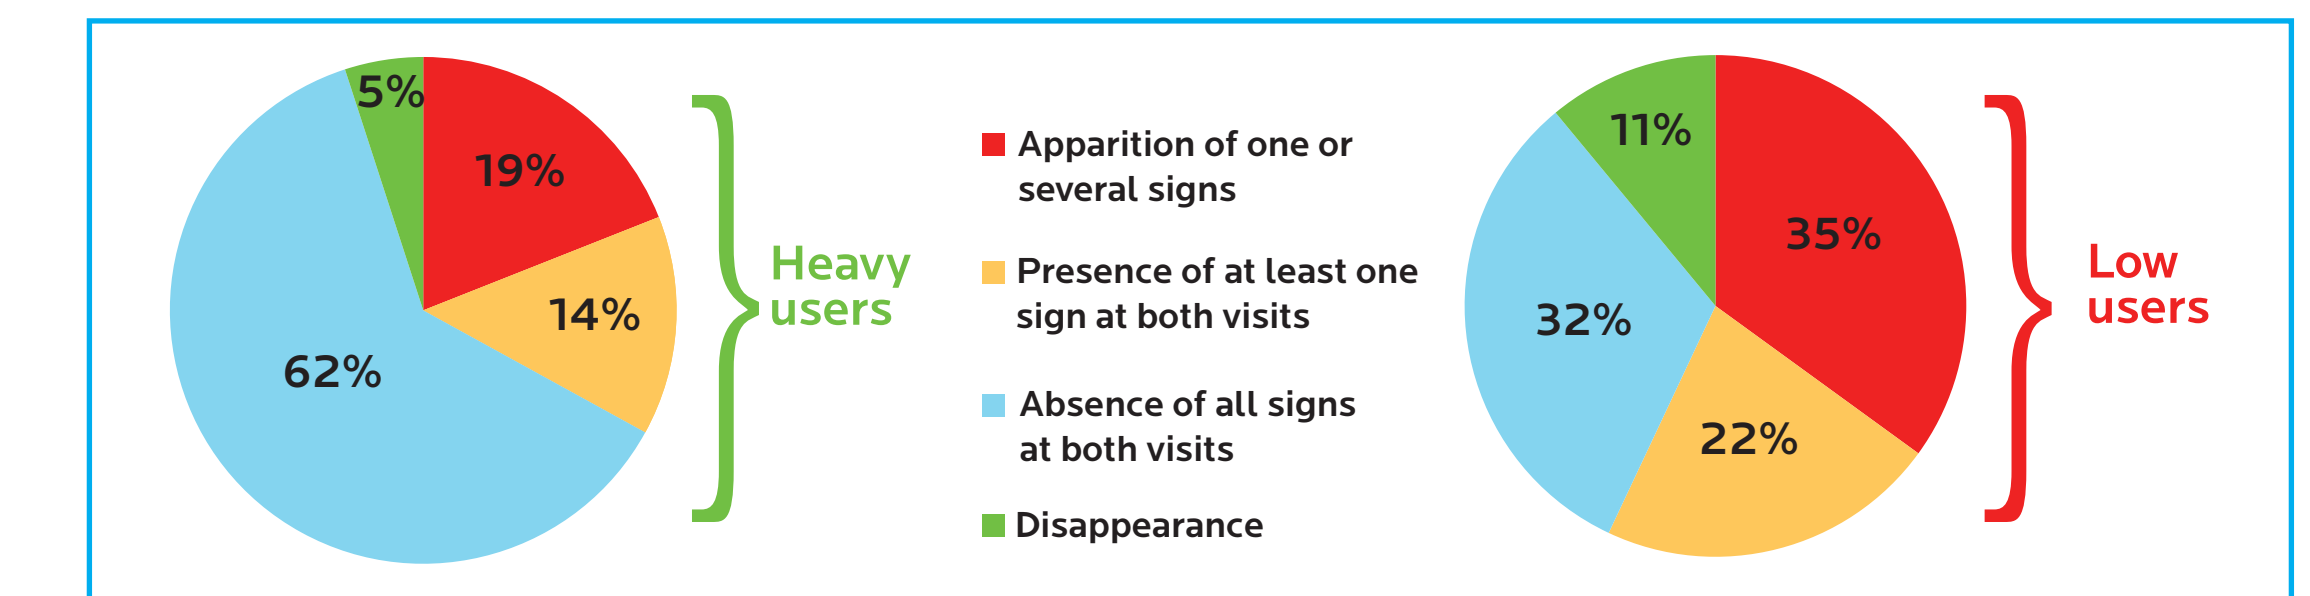 5%
19%
14%
62%
Heavy
users
Apparition of one or
several signs
Presence of at least one
sign at both visits
Absence of all signs
at both visits
Disappearance
11%
35%
32%
22%
Low
users